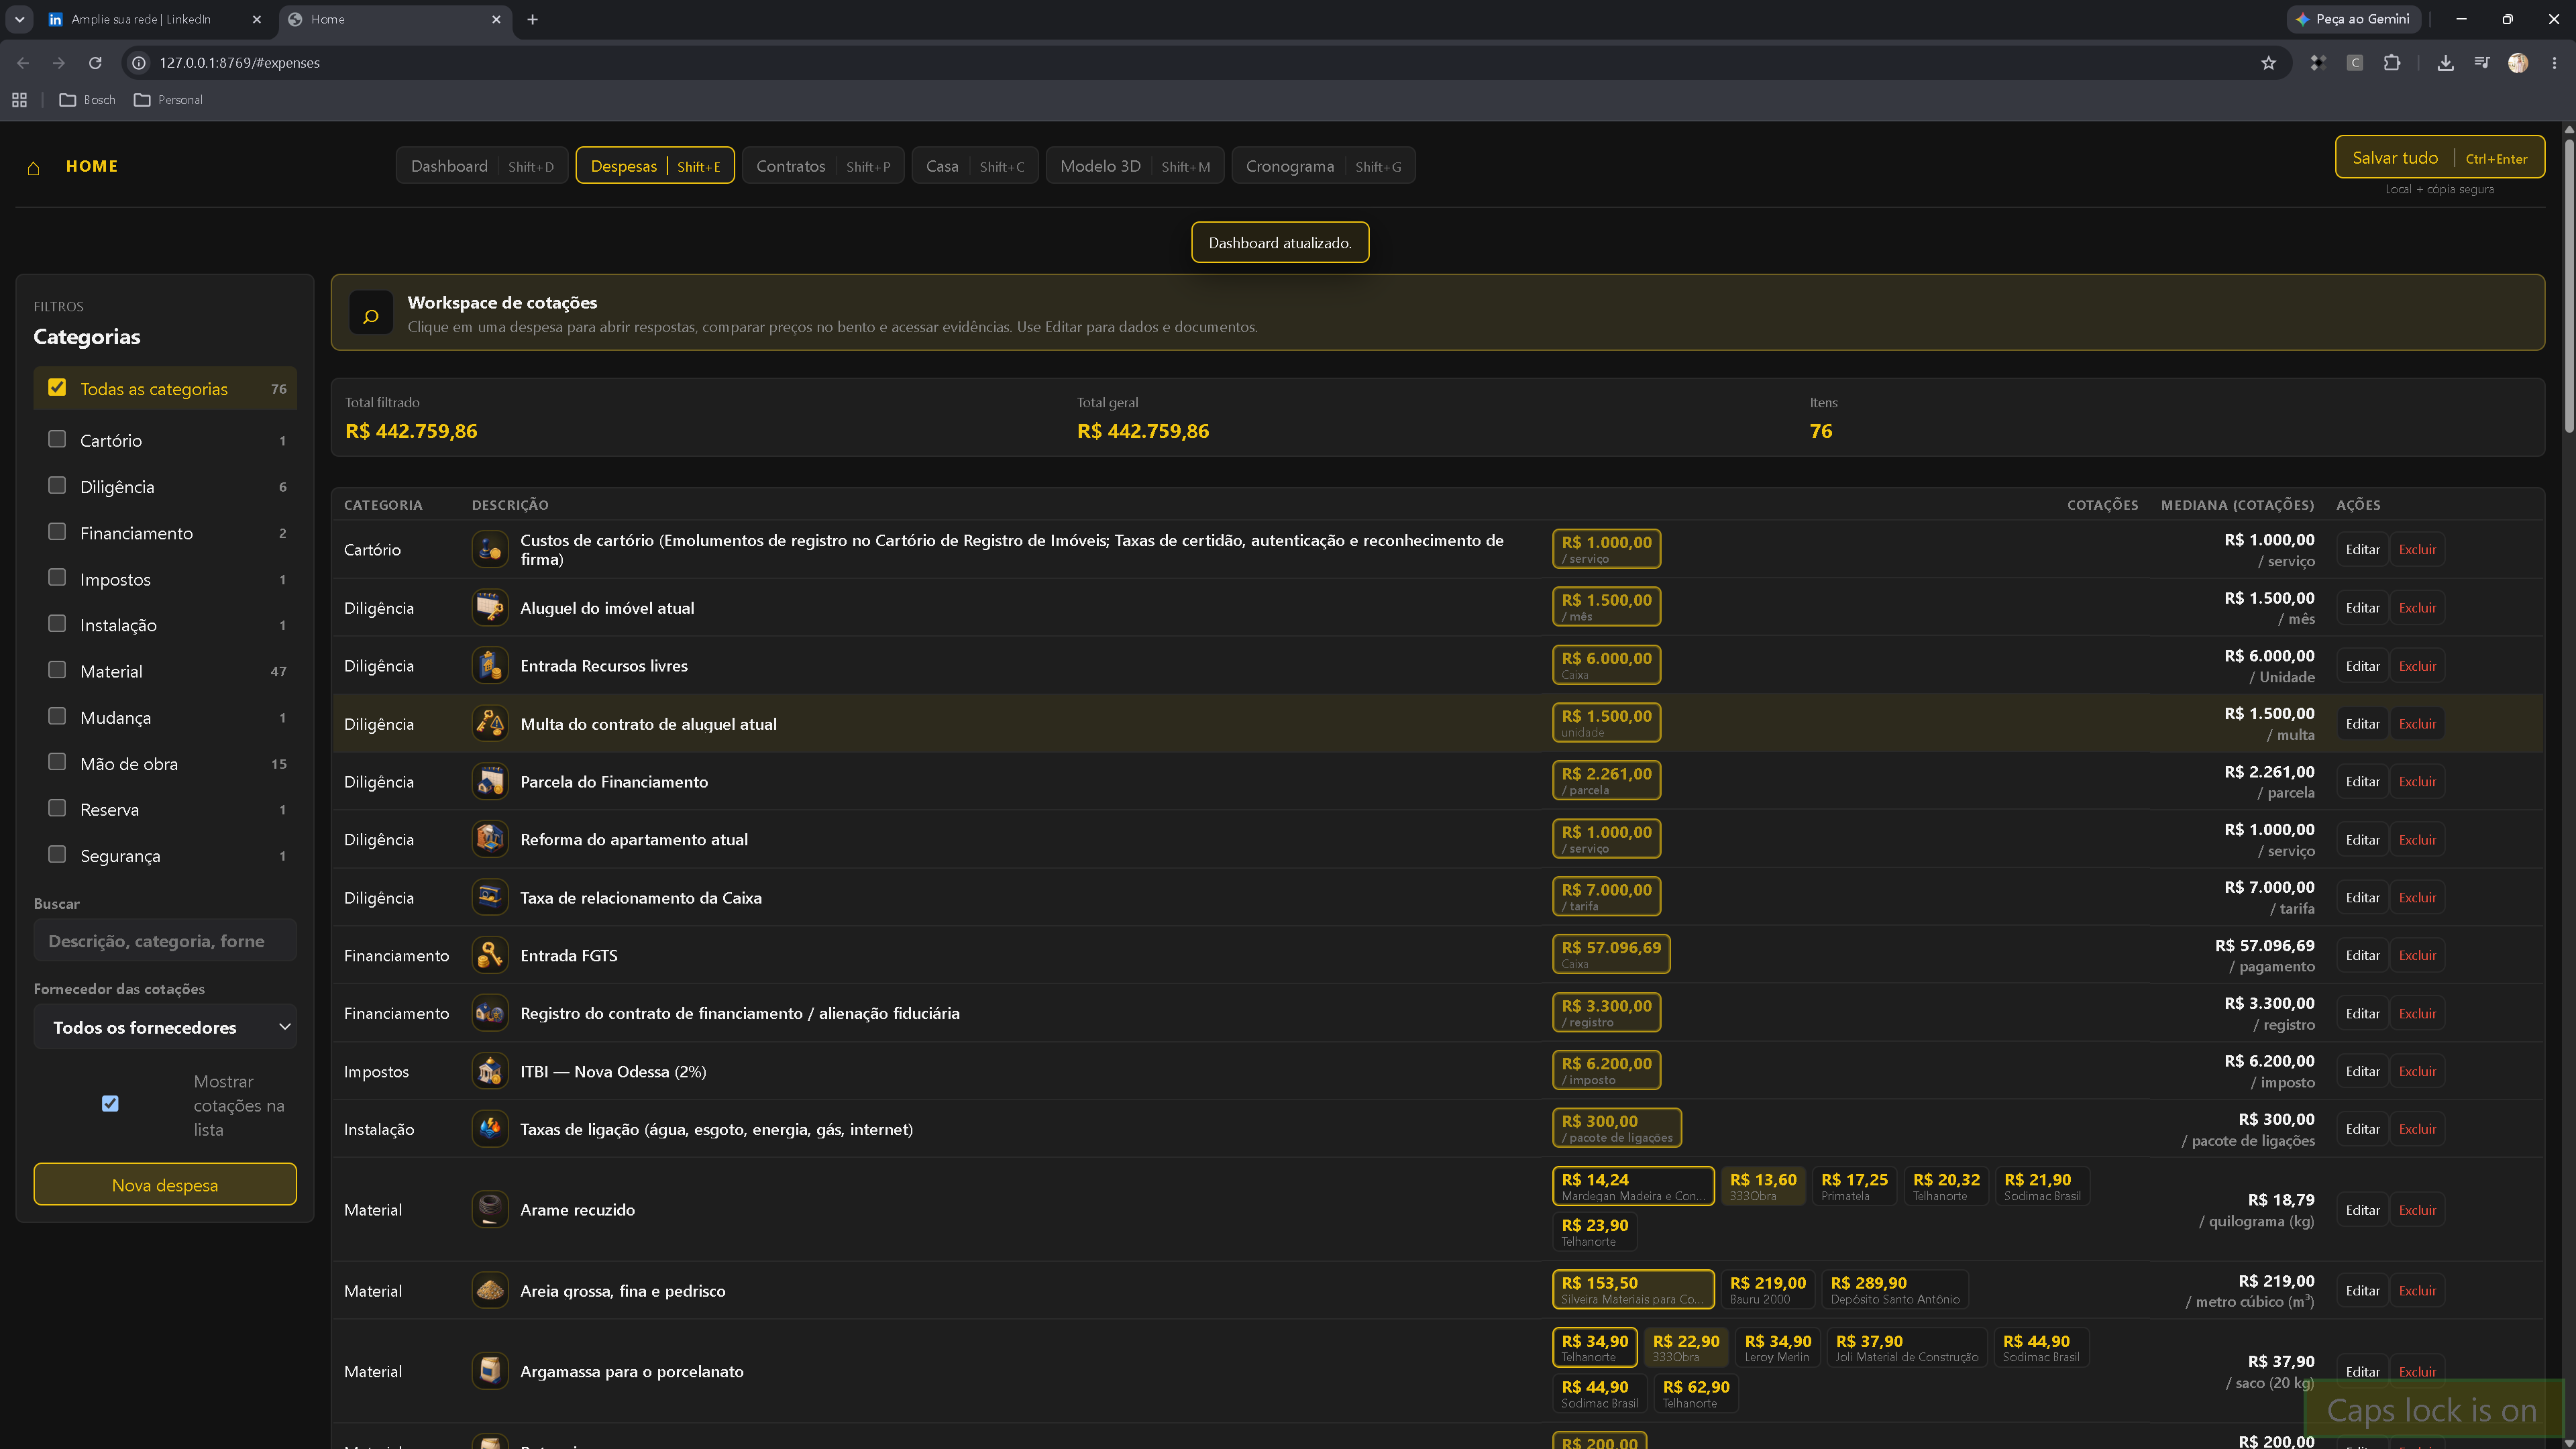 Amplie sua rede | LinkedIn
Home
Peça ao Gemini
127.0.0.1:8769/#expenses
C
Bosch
Personal
HOME
Dashboard Shift+D
Despesas Shift+E
Contratos Shift+P
Casa Shift+C
Modelo 3D Shift+M
Cronograma Shift+G
Salvar tudo Ctrl+Enter
Local + cópia segura
Dashboard atualizado.
FILTROS
Categorias
Todas as categorias 76
Cartório 1
Diligência 6
Financiamento 2
Impostos 1
Instalação 1
Material 47
Mudança 1
Mão de obra 15
Reserva 1
Segurança 1
Buscar
Descrição, categoria, forne
Fornecedor das cotações
Todos os fornecedores
Mostrar
cotações na
lista
Nova despesa
Workspace de cotações
Clique em uma despesa para abrir respostas, comparar preços no bento e acessar evidências. Use Editar para dados e documentos.
Total filtrado
R$ 442.759,86
Total geral
R$ 442.759,86
Itens
76
CATEGORIA DESCRIÇÃO COTAÇÕES MEDIANA (COTAÇÕES) AÇÕES
Cartório Custos de cartório (Emolumentos de registro no Cartório de Registro de Imóveis; Taxas de certidão, autenticação e reconhecimento de
firma)
R$ 1.000,00
/ serviço
R$ 1.000,00
/ serviço
Editar Excluir
Diligência Aluguel do imóvel atual
R$ 1.500,00
/ mês
R$ 1.500,00
/ mês
Editar Excluir
Diligência Entrada Recursos livres
R$ 6.000,00
Caixa
R$ 6.000,00
/ Unidade
Editar Excluir
Diligência Multa do contrato de aluguel atual
R$ 1.500,00
unidade
R$ 1.500,00
/ multa
Editar Excluir
Diligência Parcela do Financiamento
R$ 2.261,00
/ parcela
R$ 2.261,00
/ parcela
Editar Excluir
Diligência Reforma do apartamento atual
R$ 1.000,00
/ serviço
R$ 1.000,00
/ serviço
Editar Excluir
Diligência Taxa de relacionamento da Caixa
R$ 7.000,00
/ tarifa
R$ 7.000,00
/ tarifa
Editar Excluir
Financiamento Entrada FGTS
R$ 57.096,69
Caixa
R$ 57.096,69
/ pagamento
Editar Excluir
Financiamento Registro do contrato de financiamento / alienação fiduciária
R$ 3.300,00
/ registro
R$ 3.300,00
/ registro
Editar Excluir
Impostos ITBI — Nova Odessa (2%)
R$ 6.200,00
/ imposto
R$ 6.200,00
/ imposto
Editar Excluir
Instalação Taxas de ligação (água, esgoto, energia, gás, internet)
R$ 300,00
/ pacote de ligações
R$ 300,00
/ pacote de ligações
Editar Excluir
Material Arame recuzido
R$ 14,24 R$ 13,60 R$ 17,25 R$ 20,32 R$ 21,90
Mardegan Madeira e Con... 333Obra Primatela Telhanorte Sodimac Brasil
R$ 23,90
Telhanorte
R$ 18,79
/ quilograma (kg)
Editar Excluir
Material Areia grossa, fina e pedrisco
R$ 153,50 R$ 219,00 R$ 289,90
Silveira Materiais para Co... Bauru 2000 Depósito Santo Antônio
R$ 219,00
/ metro cúbico (m³)
Editar Excluir
Material Argamassa para o porcelanato
R$ 34,90 R$ 22,90 R$ 34,90 R$ 37,90 R$ 44,90
Telhanorte 333Obra Leroy Merlin Joli Material de Construção Sodimac Brasil
R$ 44,90 R$ 62,90
Sodimac Brasil Telhanorte
R$ 37,90
/ saco (20 kg)
Editar Excluir
R$ 200,00
R$ 200,00
Caps lock is on